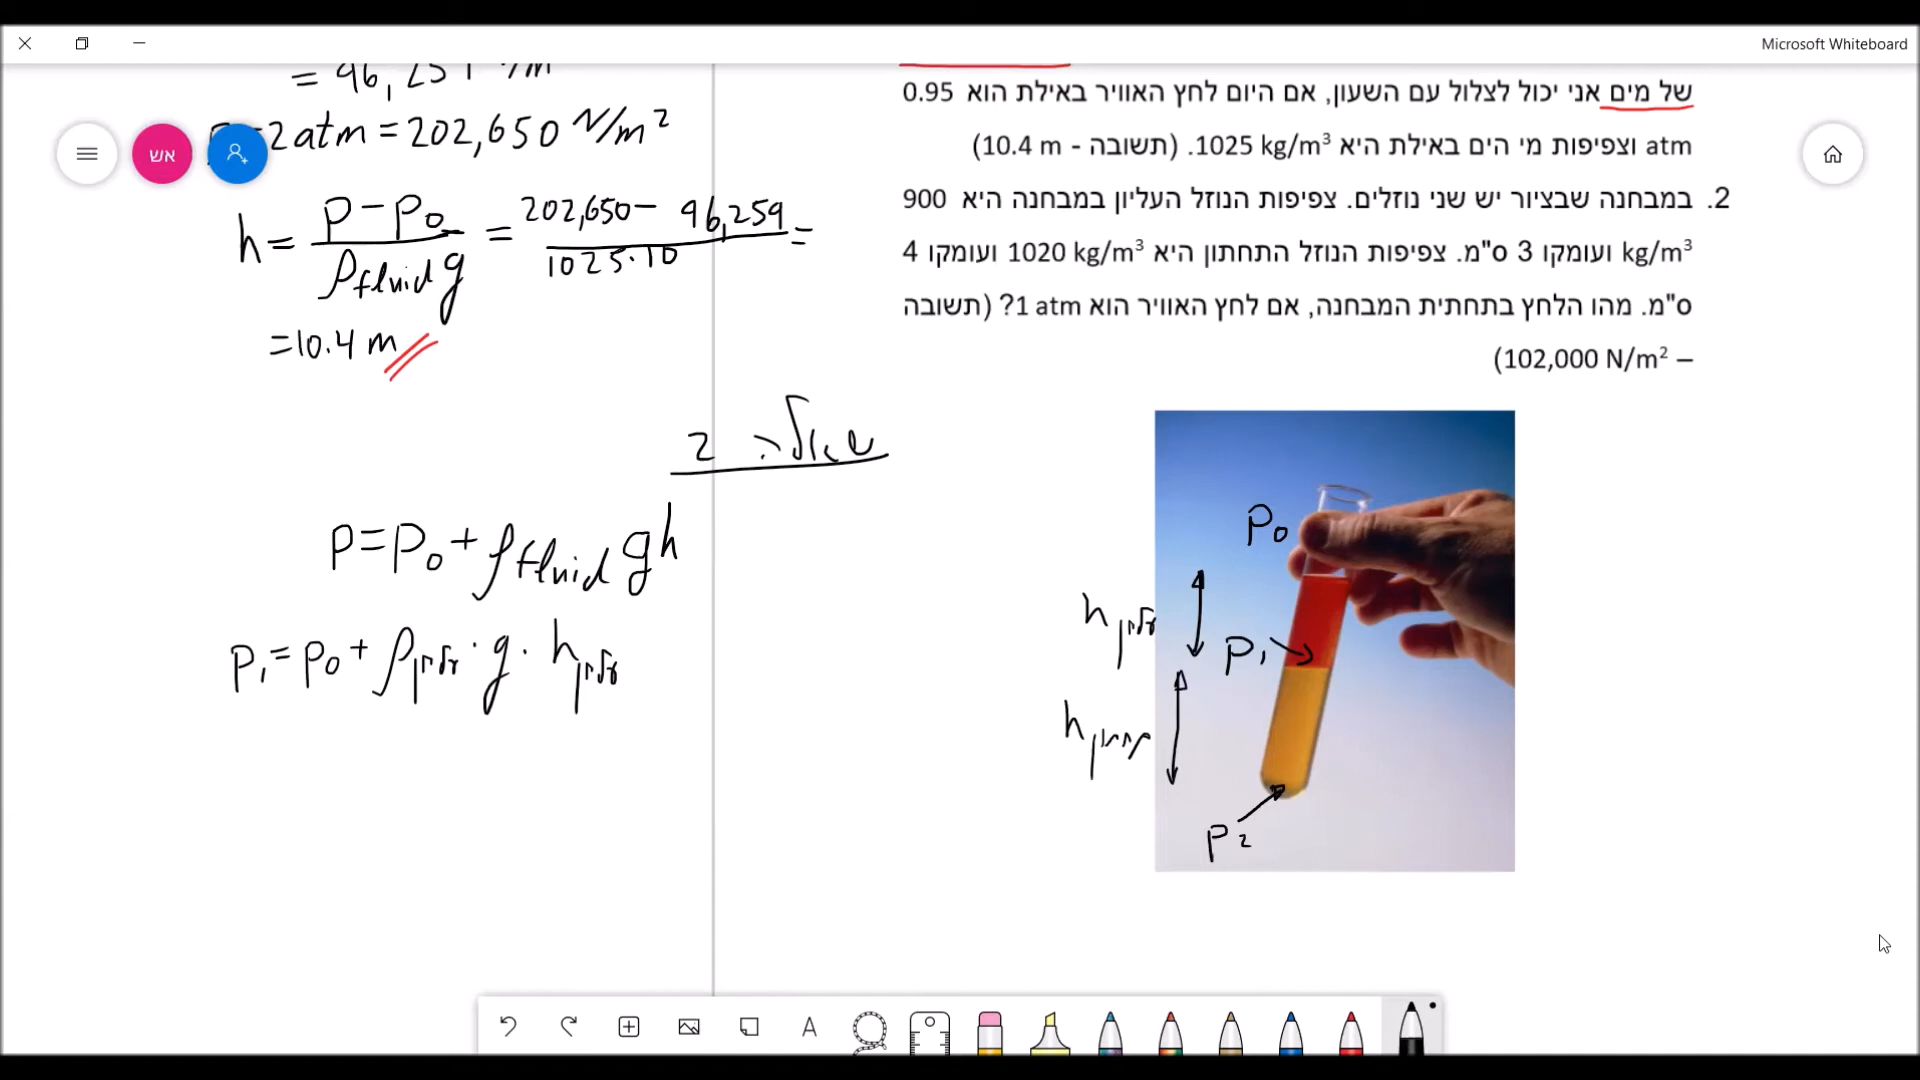 Microsoft Whiteboard
של מים אני יכול לצלול עם השעון, אם היום לחץ האוויר באילת הוא 0.95
atm וצפיפות מי הים באילת היא 1025 kg/m³. (תשובה - 10.4 m)
2. במבחנה שבציור יש שני נוזלים. צפיפות הנוזל העליון במבחנה היא 900
kg/m³ ועומקו 3 ס"מ. צפיפות הנוזל התחתון היא 1020 kg/m³ ועומקו 4
ס"מ. מהו הלחץ בתחתית המבחנה, אם לחץ האוויר הוא 1 atm? (תשובה
– 102,000 N/m²)
אש
2 atm = 202,650 N/m²
h = P - P₀ / ρfluid g = 202,650 - 96,259 / 1025·10 =
= 10.4 m
שאלה 2
P = P₀ + ρfluid gh
P₁ = P₀ + ρעליון · g · hעליון
P₀
hעליון
P₁
hתחתון
P₂